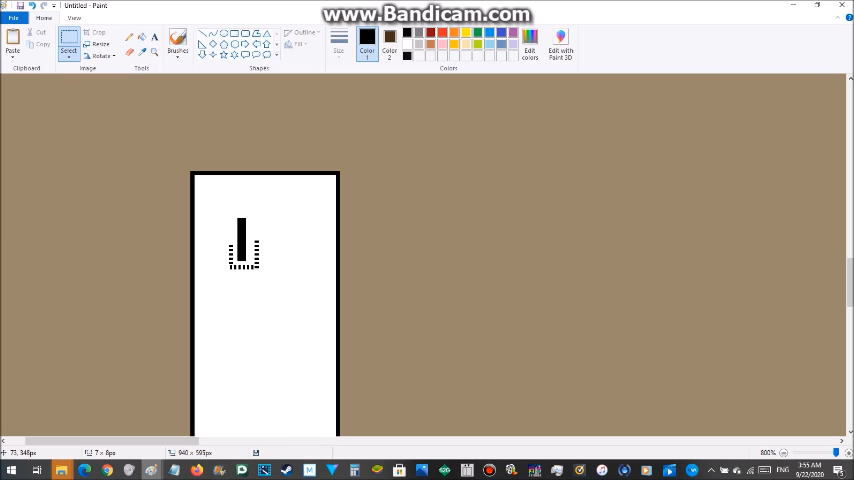 Untitled - Paint
www.Bandicam.com
File
Home
View
Paste
Cut
Copy
Clipboard
Select
Crop
Resize
Rotate
Image
Tools
Brushes
Outline
Fill
Shapes
Size
Color
1
Color
2
Edit
colors
Edit with
Paint 3D
Colors
73, 346px
7 × 8px
940 × 595px
800%
ENG
3:55 AM
9/22/2020